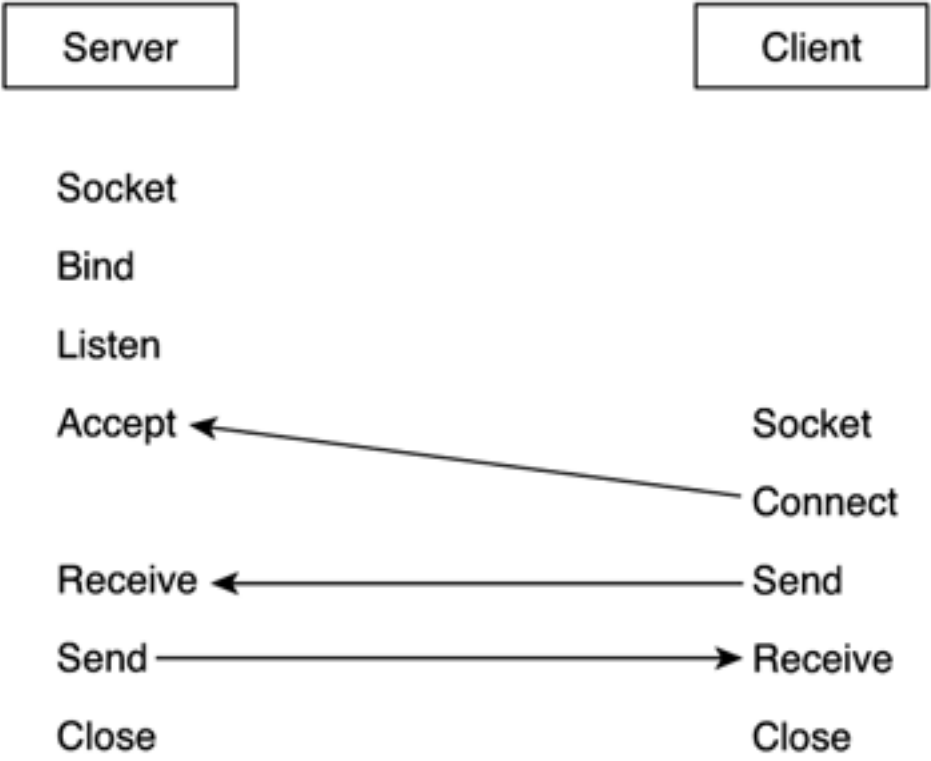 Server Client
Socket
Bind
Listen
Accept Socket
Connect
Receive Send
Send Receive
Close Close